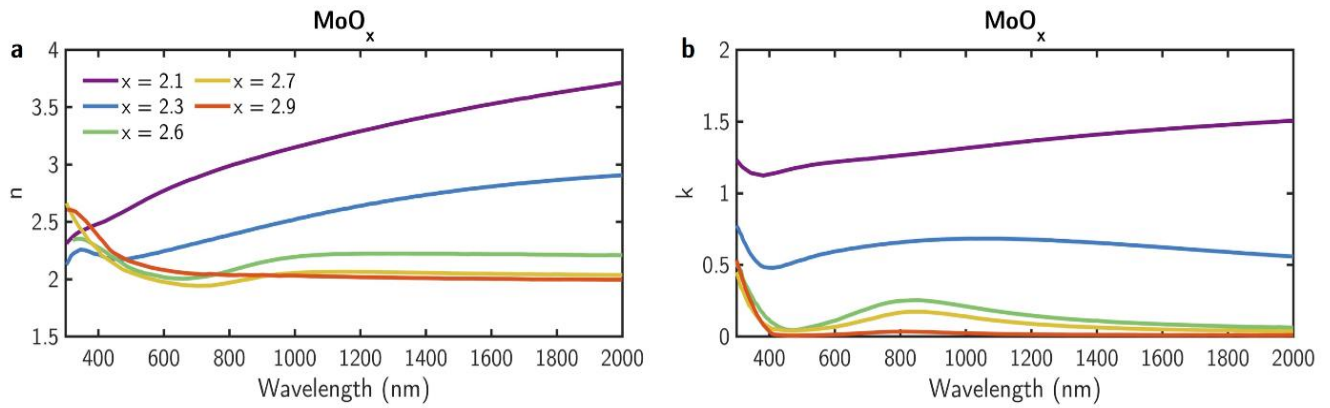 a
MoOₓ
4
3.5
3
2.5
2
1.5
n
x = 2.1
x = 2.3
x = 2.6
x = 2.7
x = 2.9
400 600 800 1000 1200 1400 1600 1800 2000
Wavelength (nm)
b
MoOₓ
2
1.5
1
0.5
0
k
400 600 800 1000 1200 1400 1600 1800 2000
Wavelength (nm)